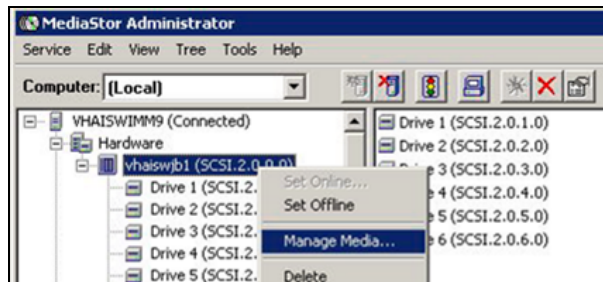 MediaStor Administrator
Service Edit View Tree Tools Help
Computer: (Local)
VHAISWIMM9 (Connected)
Hardware
vhaiswjb1 (SCSI.2.0.0.0)
Drive 1 (SCSI.2.
Drive 2 (SCSI.2.
Drive 3 (SCSI.2.
Drive 4 (SCSI.2.
Drive 5 (SCSI.2.
Set Online...
Set Offline
Manage Media...
Delete
Drive 1 (SCSI.2.0.1.0)
Drive 2 (SCSI.2.0.2.0)
3 (SCSI.2.0.3.0)
4 (SCSI.2.0.4.0)
5 (SCSI.2.0.5.0)
6 (SCSI.2.0.6.0)